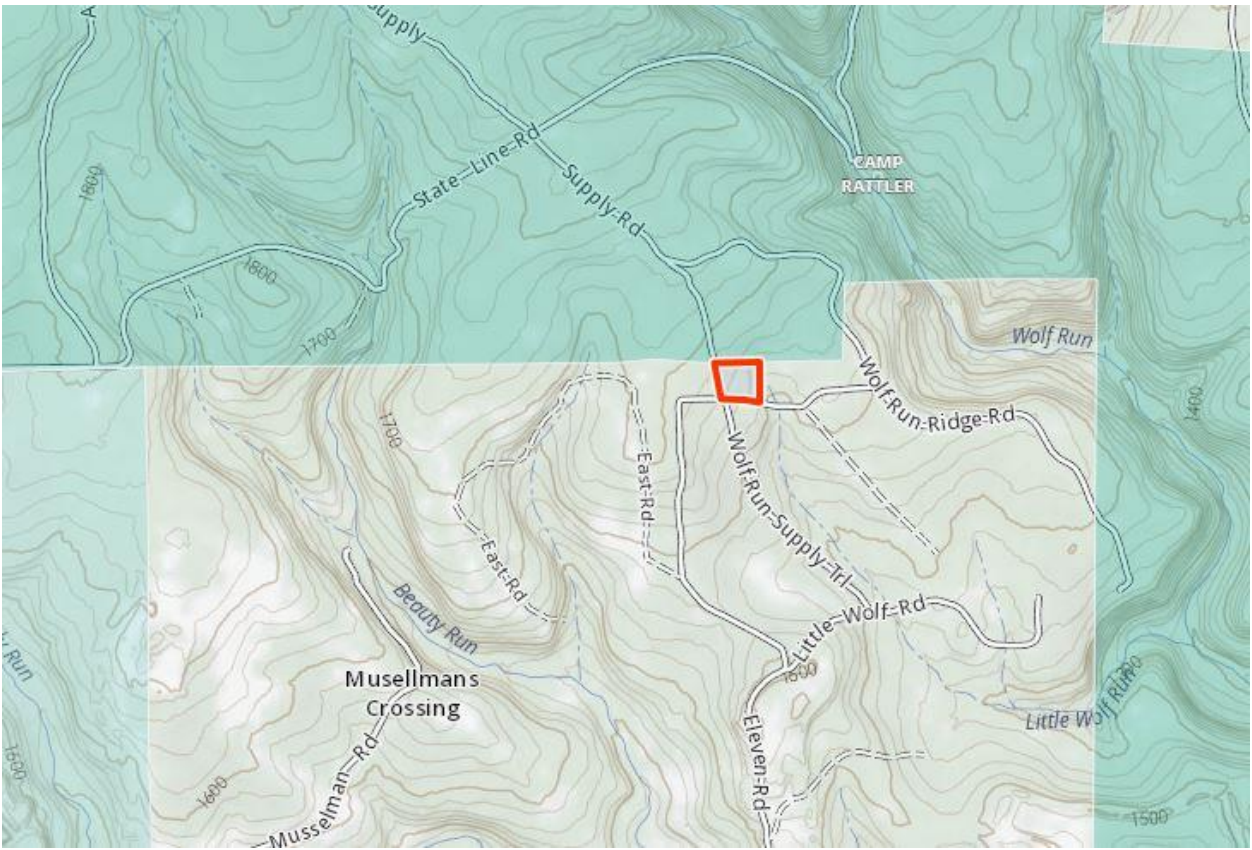 Supply
A
CAMP
RATTLER
State-Line-Rd
Supply-Rd
1800
1800
1700
Wolf Run
Wolf-Run-Ridge-Rd
1400
1700
East-Rd
Wolf-Run-Supply-Trl
East-Rd
Beauty Run
Little-Wolf-Rd
Run
Musellmans
Crossing
1600
Little Wolf Run
Eleven-Rd
1600
1600
Musselman-Rd
1500